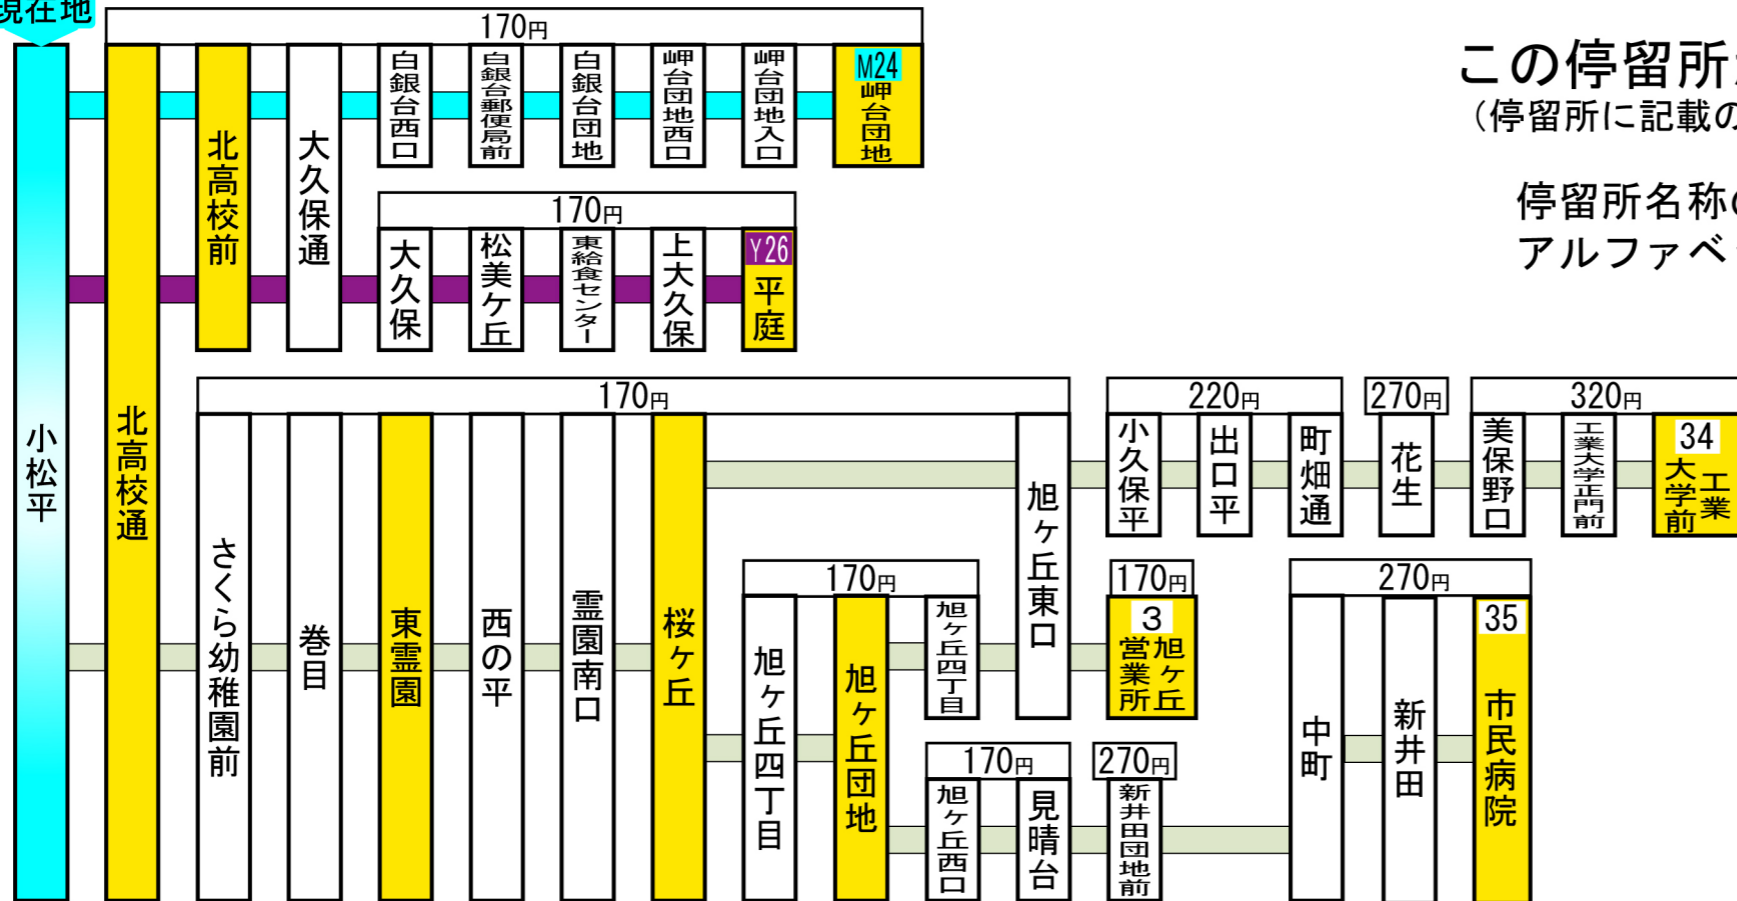 現在地
小松平
170円
北高校通
北高校前
大久保通
白銀台西口
白銀台郵便局前
白銀台団地
岬台団地西口
岬台団地入口
M24
岬台団地
170円
大久保
松美ケ丘
東給食センター
上大久保
Y26
平庭
170円
さくら幼稚園前
巻目
東霊園
西の平
霊園南口
桜ヶ丘
旭ヶ丘東口
220円
小久保平
出口平
町畑通
270円
花生
320円
美保野口
工業大学正門前
34
工業
大学前
170円
旭ヶ丘四丁目
旭ヶ丘団地
旭ヶ丘四丁目
170円
3
旭ヶ丘
営業所
170円
旭ヶ丘西口
見晴台
270円
新井田団地前
270円
中町
新井田
35
市民病院
この停留所
（停留所に記載の
停留所名称
アルファベ